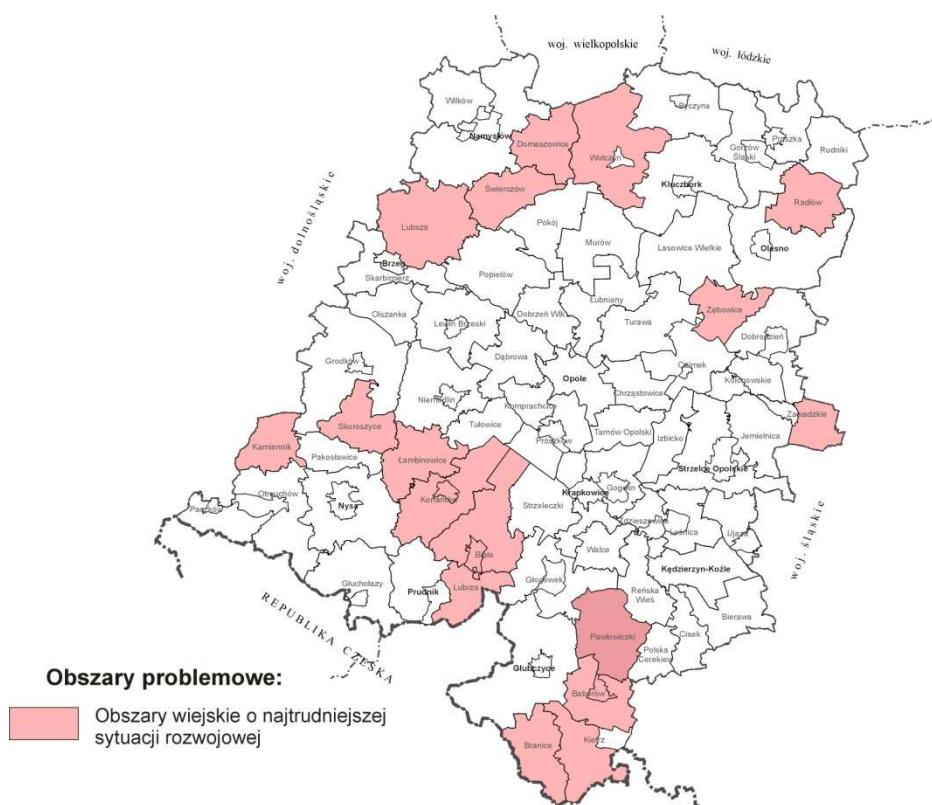 woj. wielkopolskie
woj. łódzkie
Wilków
Namysłów
Domaszowice
Wołczyn
Byczyna
Gorzów
Śląski
Praszka
Rudniki
Kluczbork
Radłów
Świerczów
Lubsza
Pokój
Murów
Lasowice Wielkie
Olesno
woj. dolnośląskie
Brzeg
Skarbimierz
Popielów
Zębowice
Olszanka
Lewin Brzeski
Dobrzeń Wlk.
Łubniany
Turawa
Dobrodzień
Grodków
Dąbrowa
Opole
Ozimek
Kolonowskie
Niemodlin
Komprachcice
Chrząstowice
Zawadzkie
Skoroszyce
Tułowice
Prószków
Tarnów Opolski
Izbicko
Jemielnica
Kamiennik
Pakosławice
Łambinowice
Strzelce Opolskie
Otmuchów
Paczków
Nysa
Korfantów
Strzeleczki
Krapkowice
Gogolin
Zdzieszowice
Leśnica
Ujazd
woj. śląskie
Biała
Walce
Kędzierzyn-Koźle
Głuchołazy
Prudnik
Lubrza
Głogówek
Reńska
Wieś
Bierawa
REPUBLIKA CZESKA
Pawłowiczki
Polska
Cerekiew
Cisek
Głubczyce
Baborów
Branice
Kietrz
Obszary problemowe:
Obszary wiejskie o najtrudniejszej
sytuacji rozwojowej